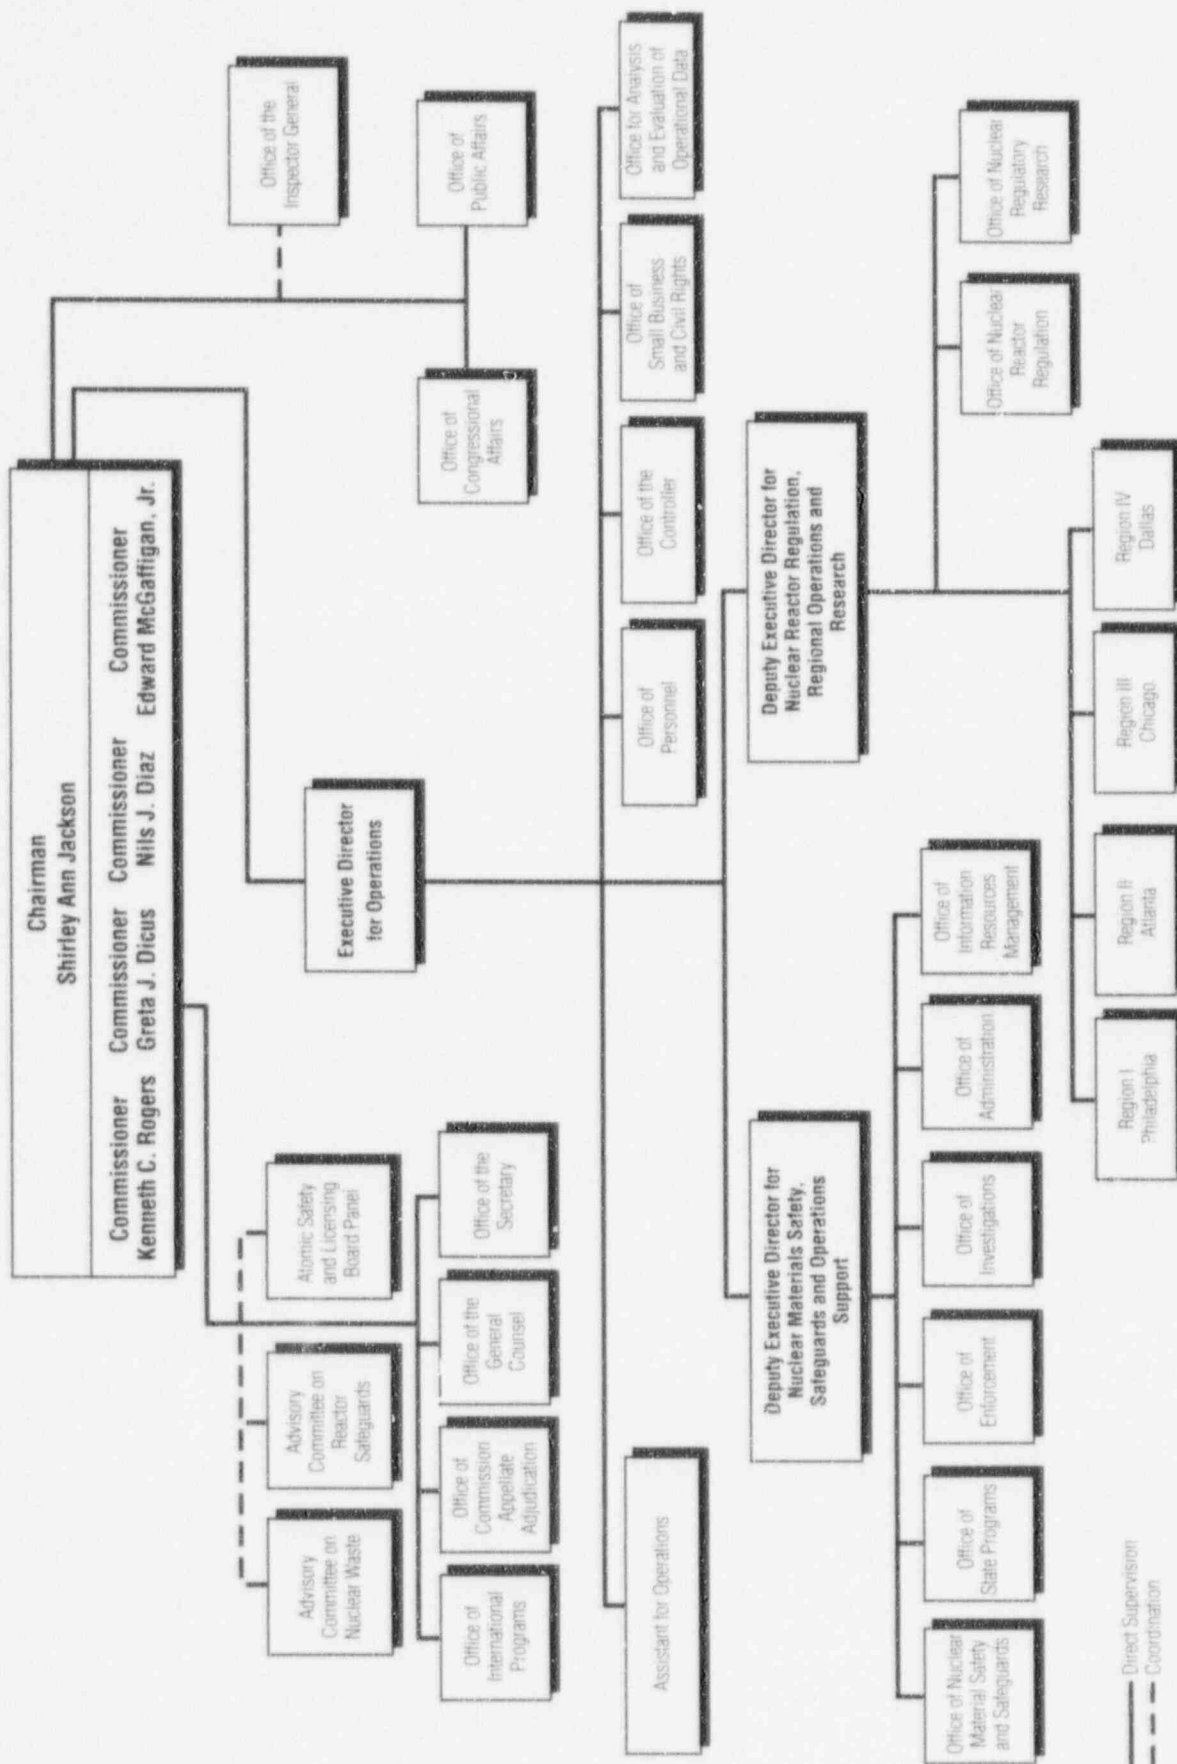 Chairman
Shirley Ann Jackson
Commissioner
Kenneth C. Rogers
Commissioner
Greta J. Dicus
Commissioner
Nils J. Diaz
Commissioner
Edward McGaffigan, Jr.
Office of the
Inspector General
Office of
Congressional
Affairs
Office of
Public Affairs
Advisory
Committee on
Nuclear Waste
Advisory
Committee on
Reactor
Safeguards
Atomic Safety
and Licensing
Board Panel
Office of
International
Programs
Office of
Commission
Appellate
Adjudication
Office of the
General
Counsel
Office of the
Secretary
Executive Director
for Operations
Assistant for Operations
Office of
Personnel
Office of the
Controller
Office of
Small Business
and Civil Rights
Office for Analysis
and Evaluation of
Operational Data
Deputy Executive Director for
Nuclear Materials Safety,
Safeguards and Operations
Support
Deputy Executive Director for
Nuclear Reactor Regulation,
Regional Operations and
Research
Office of Nuclear
Material Safety
and Safeguards
Office of
State Programs
Office of
Enforcement
Office of
Investigations
Office of
Administration
Office of
Information
Resources
Management
Office of Nuclear
Reactor
Regulation
Office of Nuclear
Regulatory
Research
Region I
Philadelphia
Region II
Atlanta
Region III
Chicago
Region IV
Dallas
Direct Supervision
Coordination